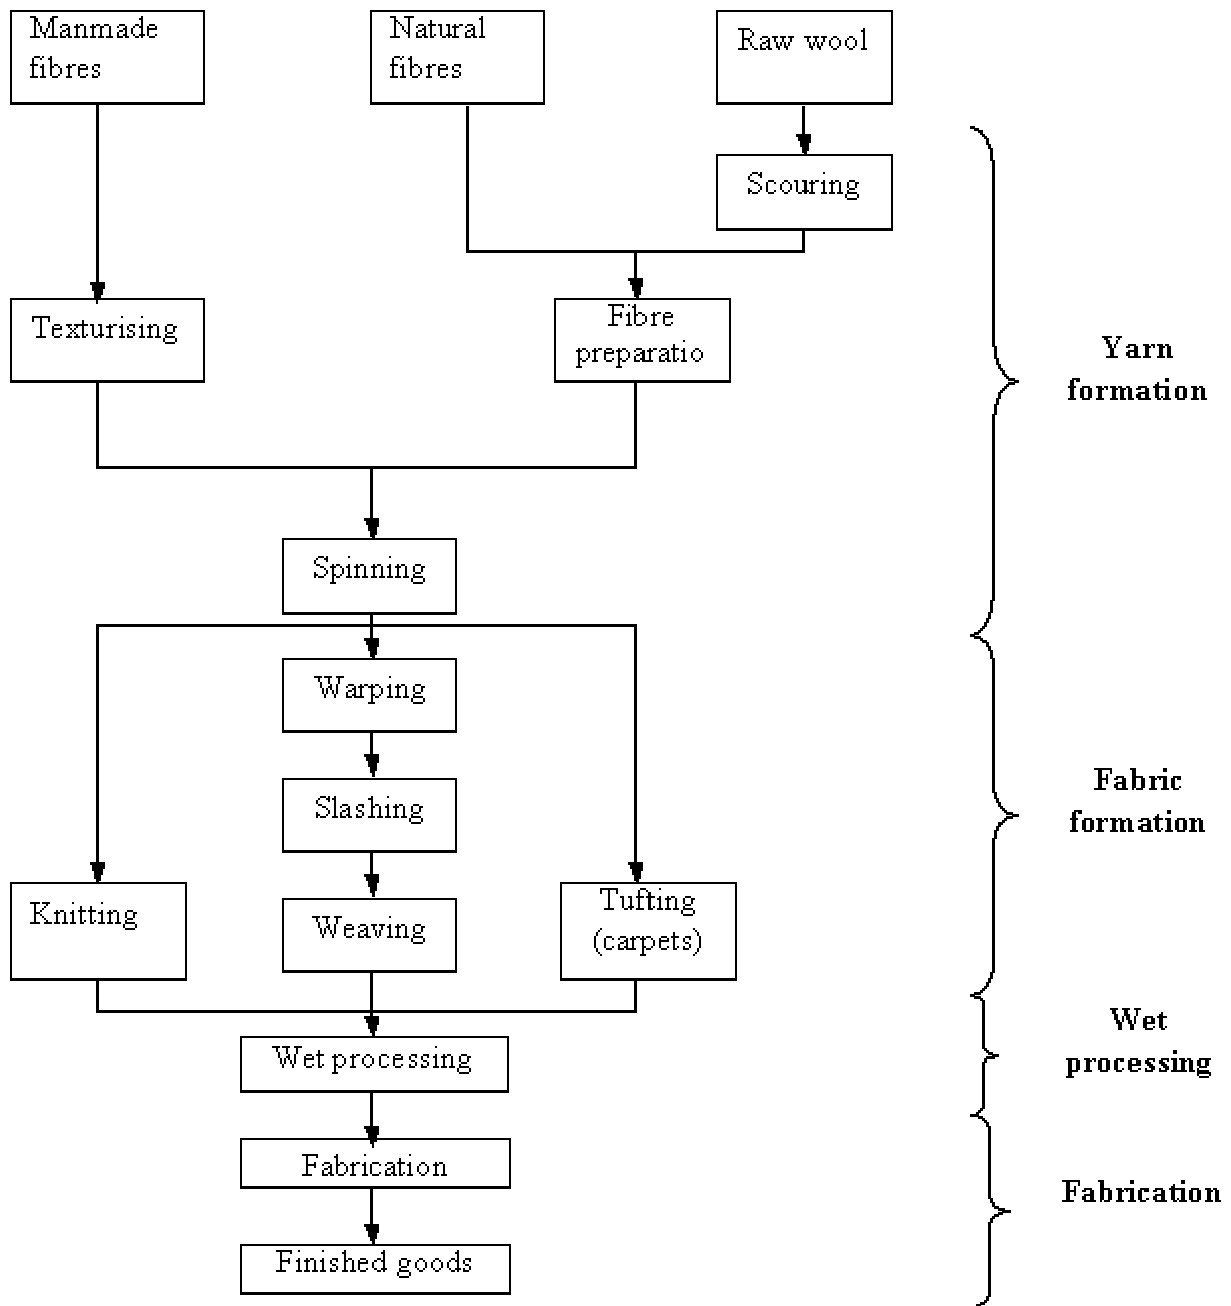 Manmade
fibres
Natural
fibres
Raw wool
Scouring
Texturising
Fibre
preparatio
Yarn
formation
Spinning
Warping
Slashing
Fabric
formation
Knitting
Weaving
Tufting
(carpets)
Wet processing
Wet
processing
Fabrication
Fabrication
Finished goods